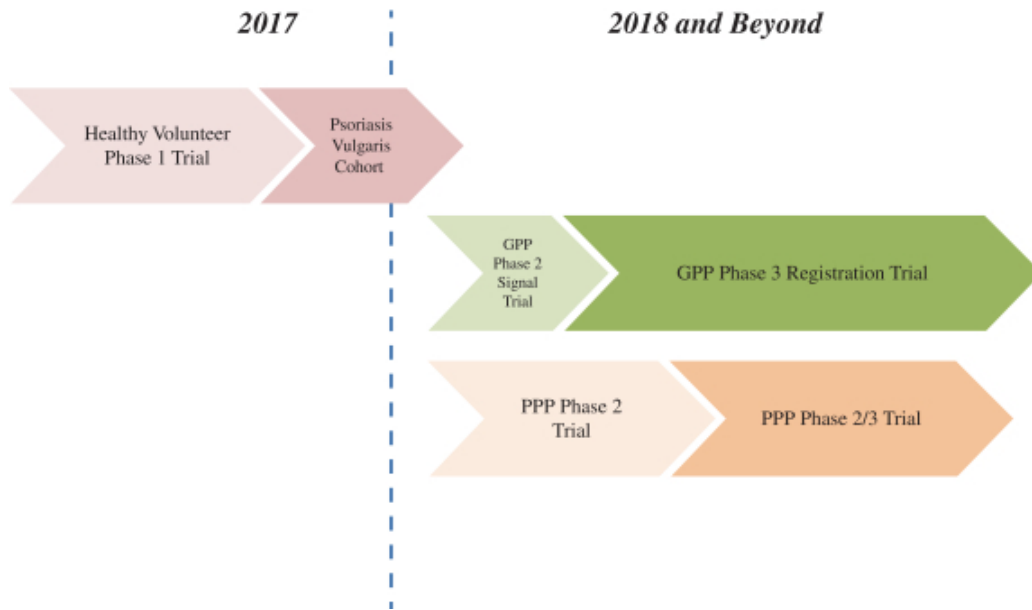 2017
2018 and Beyond
Healthy Volunteer
Phase 1 Trial
Psoriasis
Vulgaris
Cohort
GPP
Phase 2
Signal
Trial
GPP Phase 3 Registration Trial
PPP Phase 2
Trial
PPP Phase 2/3 Trial